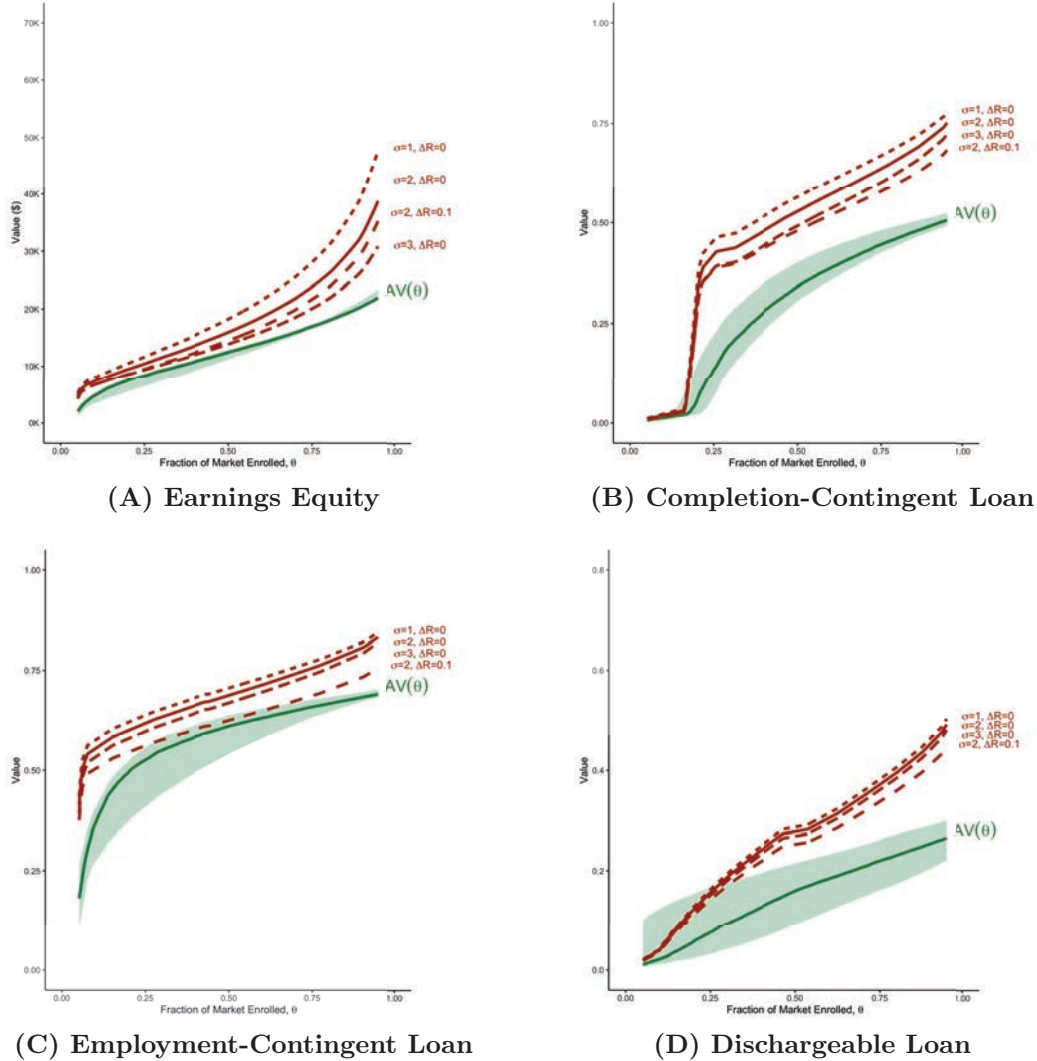 70K
60K
50K
40K
30K
20K
10K
0K
Value ($)
σ=1, ΔR=0
σ=2, ΔR=0
σ=2, ΔR=0.1
σ=3, ΔR=0
AV(θ)
0.00 0.25 0.50 0.75 1.00
Fraction of Market Enrolled, θ
(A) Earnings Equity
1.00
0.75
0.50
0.25
0.00
Value
σ=1, ΔR=0
σ=2, ΔR=0
σ=3, ΔR=0
σ=2, ΔR=0.1
AV(θ)
0.00 0.25 0.50 0.75 1.00
Fraction of Market Enrolled, θ
(B) Completion-Contingent Loan
1.00
0.75
0.50
0.25
0.00
Value
σ=1, ΔR=0
σ=2, ΔR=0
σ=3, ΔR=0
σ=2, ΔR=0.1
AV(θ)
0.00 0.25 0.50 0.75 1.00
Fraction of Market Enrolled, θ
(C) Employment-Contingent Loan
0.8
0.6
0.4
0.2
0.0
Value
σ=1, ΔR=0
σ=2, ΔR=0
σ=3, ΔR=0
σ=2, ΔR=0.1
AV(θ)
0.00 0.25 0.50 0.75 1.00
Fraction of Market Enrolled, θ
(D) Dischargeable Loan